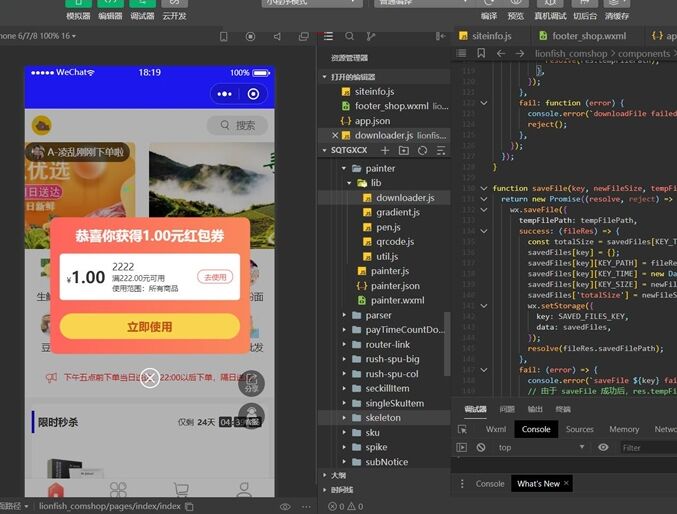 小程序模式
普通编译
模拟器 编辑器 调试器 云开发
编译 预览 真机调试 切后台 清缓存
hone 6/7/8 100% 16
WeChat 18:19 100%
搜索
A-凌乱刚刚下单啦
优选
日送达
恭喜你获得1.00元红包券
¥1.00
2222
满222.00元可用
使用范围：所有商品
去使用
立即使用
下午五点前下单当日达
22:00以后下单，隔日
分享
客服
限时秒杀
仅剩 24天 04
面路径 lionfish_comshop/pages/index/index
资源管理器
打开的编辑器
siteinfo.js
footer_shop.wxml
app.json
downloader.js lionfish...
SQTGXCX
painter
lib
downloader.js
gradient.js
pen.js
qrcode.js
util.js
painter.js
painter.json
painter.wxml
parser
payTimeCountDo...
router-link
rush-spu-big
rush-spu-col
seckillItem
singleSkuItem
skeleton
sku
spike
subNotice
大纲
时间线
0 0
siteinfo.js footer_shop.wxml app
lionfish_comshop › components ›
119 },
120 });
121 },
122 fail: function (error) {
123 console.error(`downloadFile failed
124 reject();
125 },
126 });
127 });
128 }
129
130 function saveFile(key, newFileSize, tempFi
131 return new Promise((resolve, reject) =>
132 wx.saveFile({
133 tempFilePath: tempFilePath,
134 success: (fileRes) => {
135 const totalSize = savedFiles[KEY_T
136 savedFiles[key] = {};
137 savedFiles[key][KEY_PATH] = fileRe
138 savedFiles[key][KEY_TIME] = new Da
139 savedFiles[key][KEY_SIZE] = newFil
140 savedFiles['totalSize'] = newFileS
141 wx.setStorage({
142 key: SAVED_FILES_KEY,
143 data: savedFiles,
144 });
145 resolve(fileRes.savedFilePath);
146 },
147 fail: (error) => {
148 console.error(`saveFile ${key} fai
149 // 由于 saveFile 成功后，res.tempF
调试器 问题 输出 终端
Wxml Console Sources Memory Netwo
top Filter
Console What's New